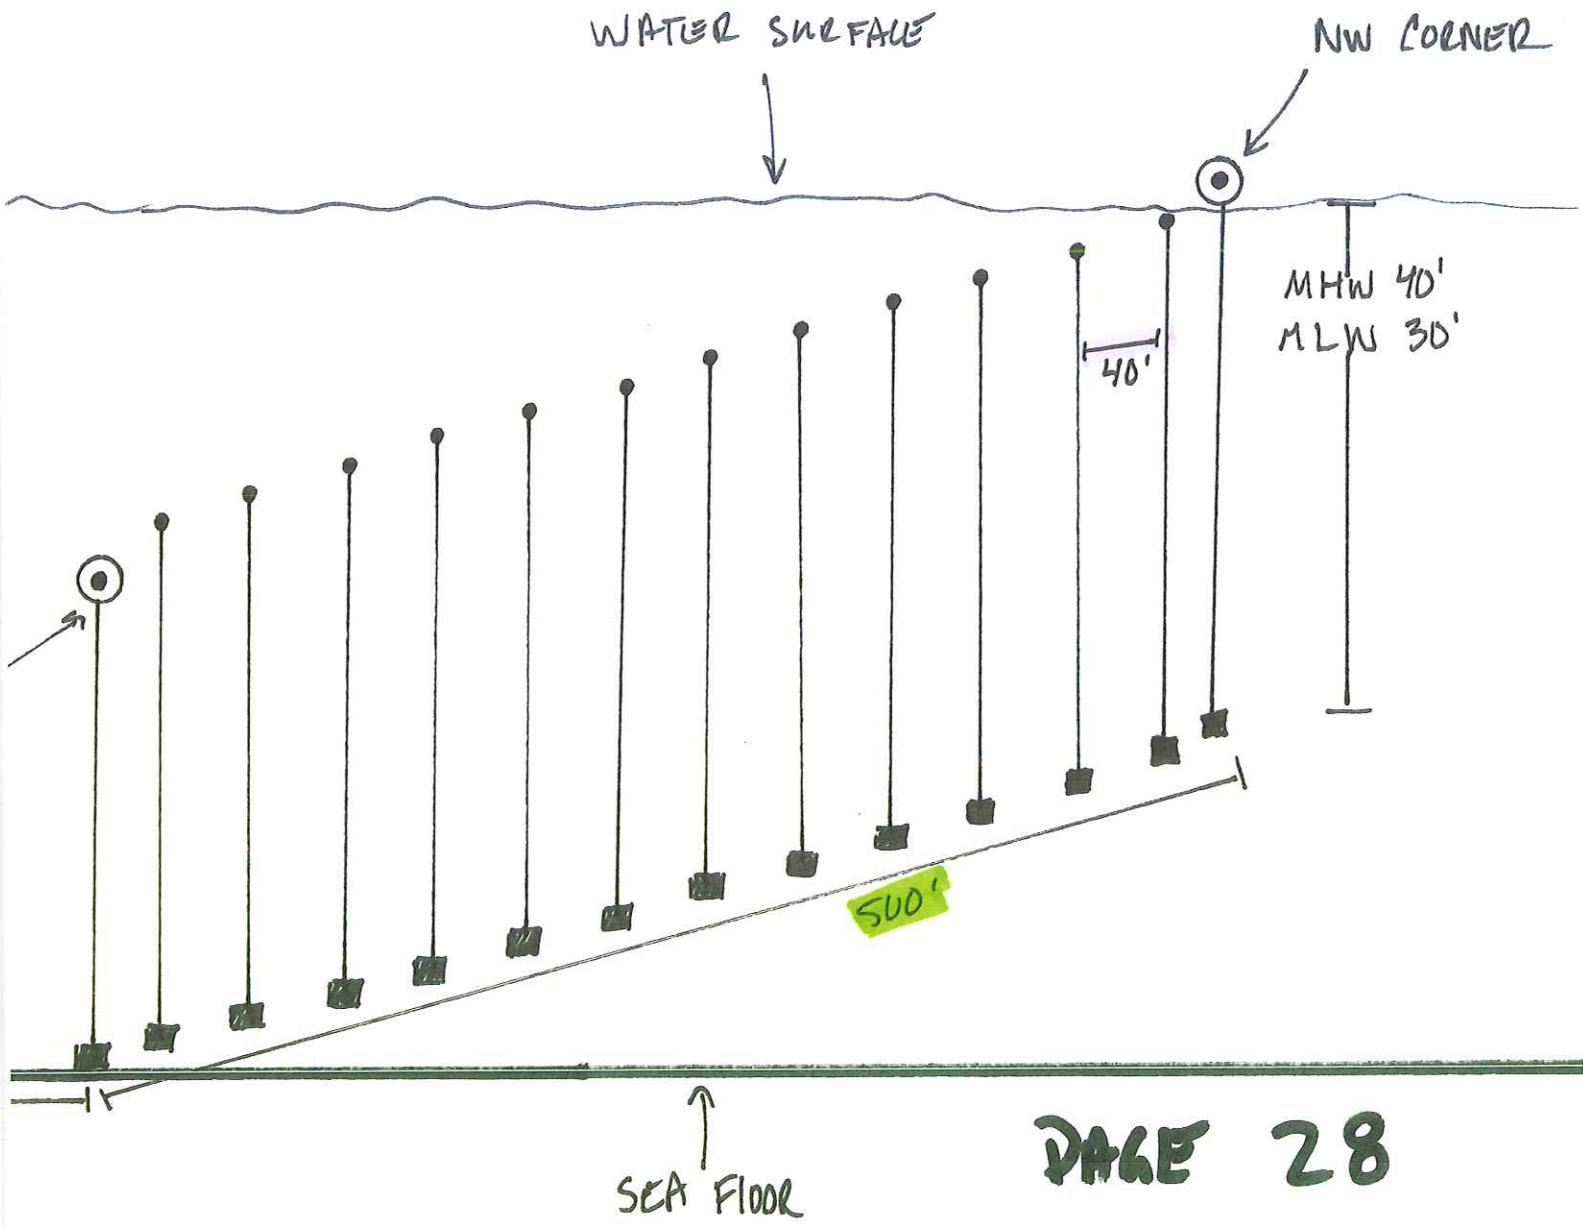 WATER SURFACE
NW CORNER
MHW 40'
MLW 30'
40'
500'
SEA FLOOR
PAGE 28